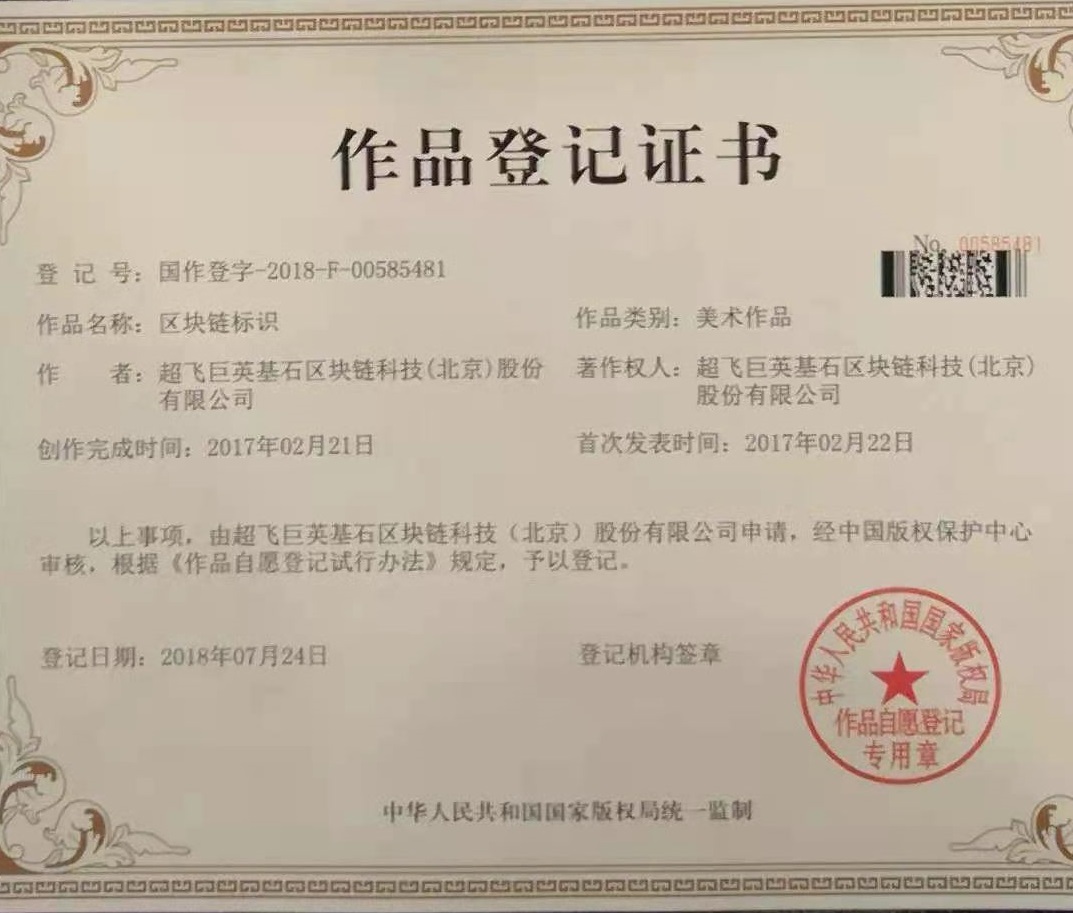 作品登记证书
No. 00585481
登 记 号：国作登字-2018-F-00585481
作品名称：区块链标识
作品类别：美术作品
作 者：超飞巨英基石区块链科技(北京)股份
有限公司
著作权人：超飞巨英基石区块链科技(北京)
股份有限公司
创作完成时间：2017年02月21日
首次发表时间：2017年02月22日
以上事项，由超飞巨英基石区块链科技（北京）股份有限公司申请，经中国版权保护中心
审核，根据《作品自愿登记试行办法》规定，予以登记。
登记日期：2018年07月24日
登记机构签章
中华人民共和国国家版权局
作品自愿登记
专用章
中华人民共和国国家版权局统一监制